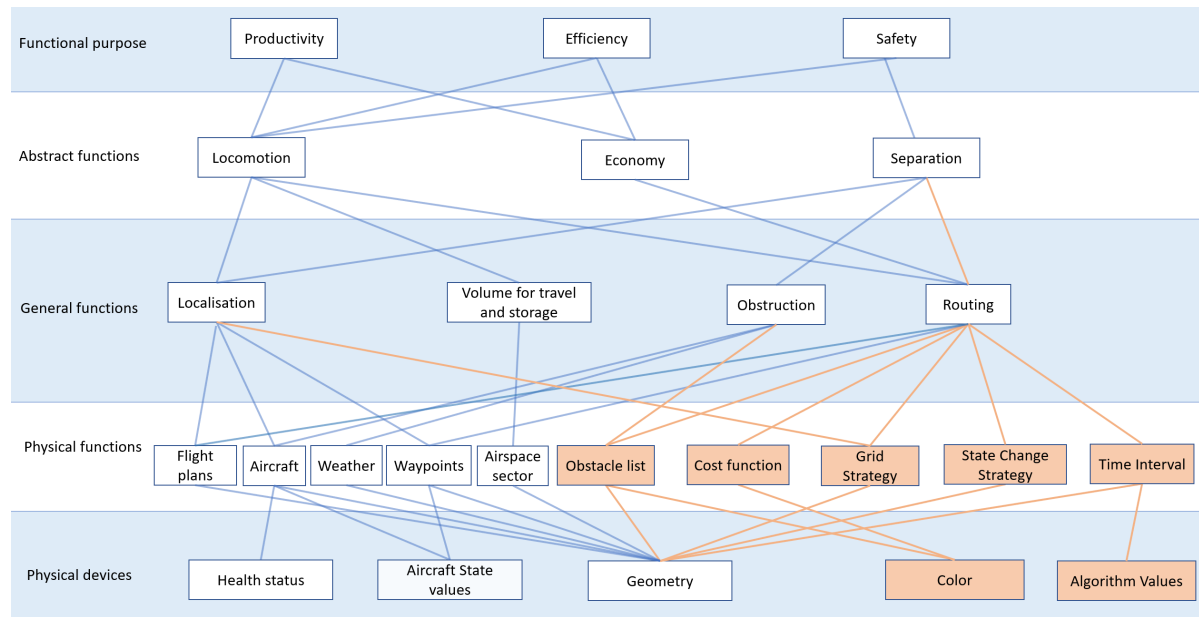 Functional purpose
Productivity
Efficiency
Safety
Abstract functions
Locomotion
Economy
Separation
General functions
Localisation
Volume for travel
and storage
Obstruction
Routing
Physical functions
Flight
plans
Aircraft
Weather
Waypoints
Airspace
sector
Obstacle list
Cost function
Grid
Strategy
State Change
Strategy
Time Interval
Physical devices
Health status
Aircraft State
values
Geometry
Color
Algorithm Values